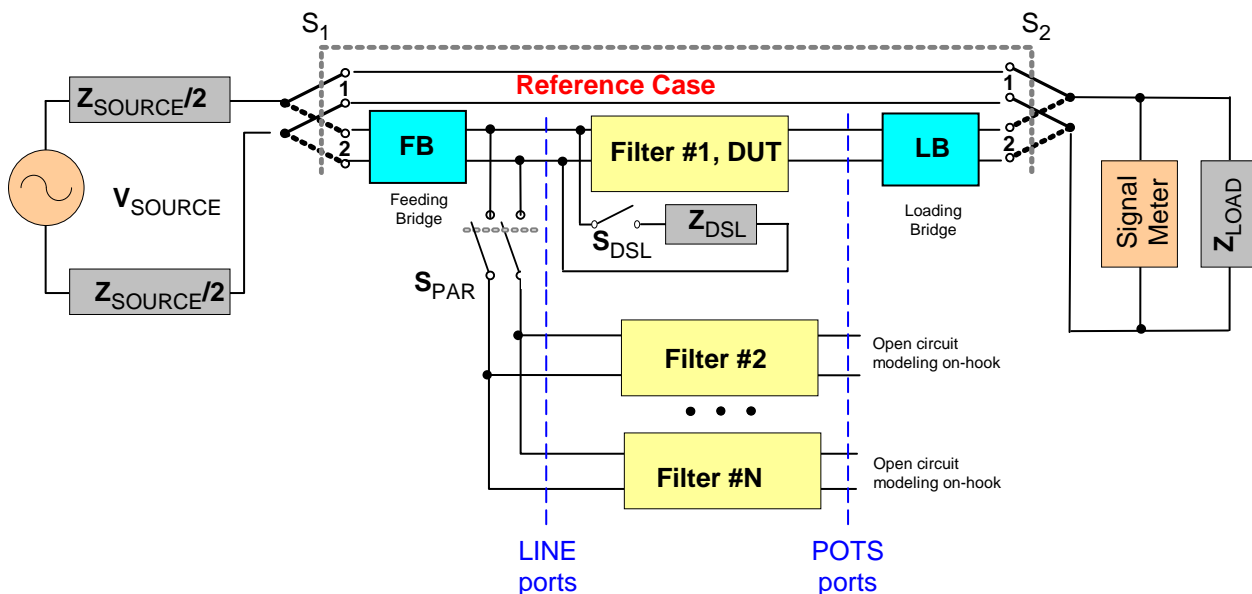 S1
S2
ZSOURCE/2
1
Reference Case
1
2
FB
Filter #1, DUT
LB
2
VSOURCE
Feeding
Bridge
Loading
Bridge
SDSL
ZDSL
Signal
Meter
ZLOAD
ZSOURCE/2
SPAR
Filter #2
Open circuit
modeling on-hook
Filter #N
Open circuit
modeling on-hook
LINE
ports
POTS
ports